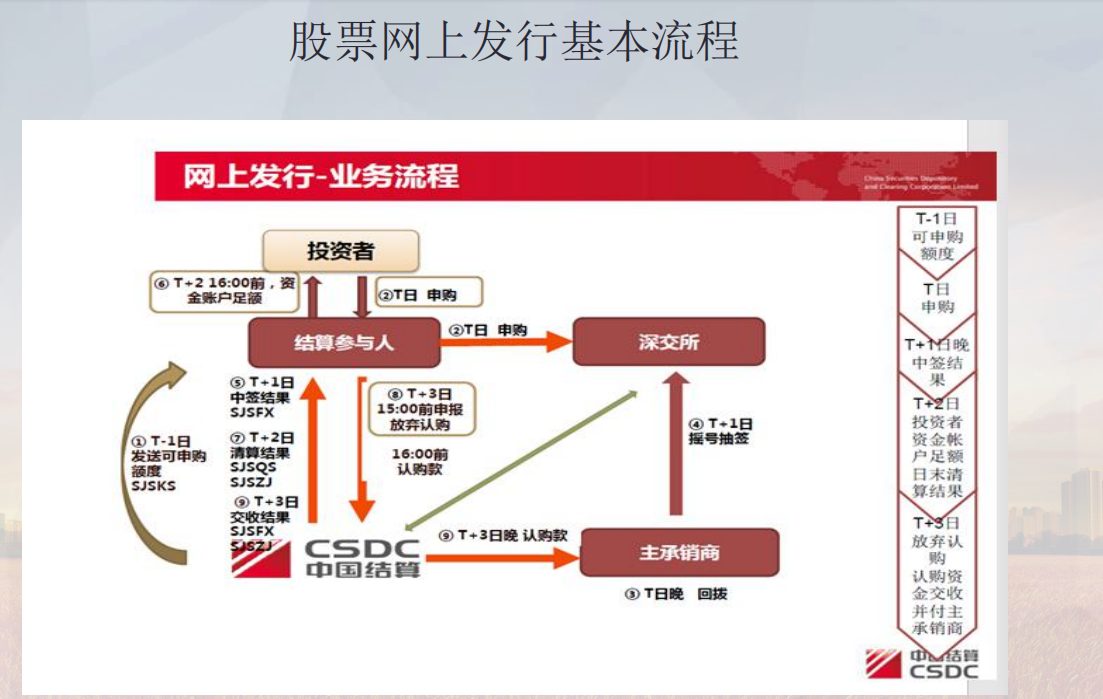 股票网上发行基本流程
网上发行-业务流程
China Securities Depository
and Clearing Corporation Limited
投资者
⑥ T+2 16:00前，资
金账户足额
②T日 申购
结算参与人
②T日 申购
深交所
① T-1日
发送可申购
额度
SJSKS
⑤ T+1日
中签结果
SJSFX
⑦ T+2日
清算结果
SJSQS
SJSZJ
⑨ T+3日
交收结果
SJSFX
SJSZJ
⑧ T+3日
15:00前申报
放弃认购
16:00前
认购款
④ T+1日
摇号抽签
CSDC
中国结算
⑨ T+3日晚 认购款
主承销商
③ T日晚 回拨
T-1日
可申购
额度
T日
申购
T+1日晚
中签结
果
T+2日
投资者
资金帐
户足额
日末清
算结果
T+3日
放弃认
购
认购资
金交收
并付主
承销商
中国结算
CSDC